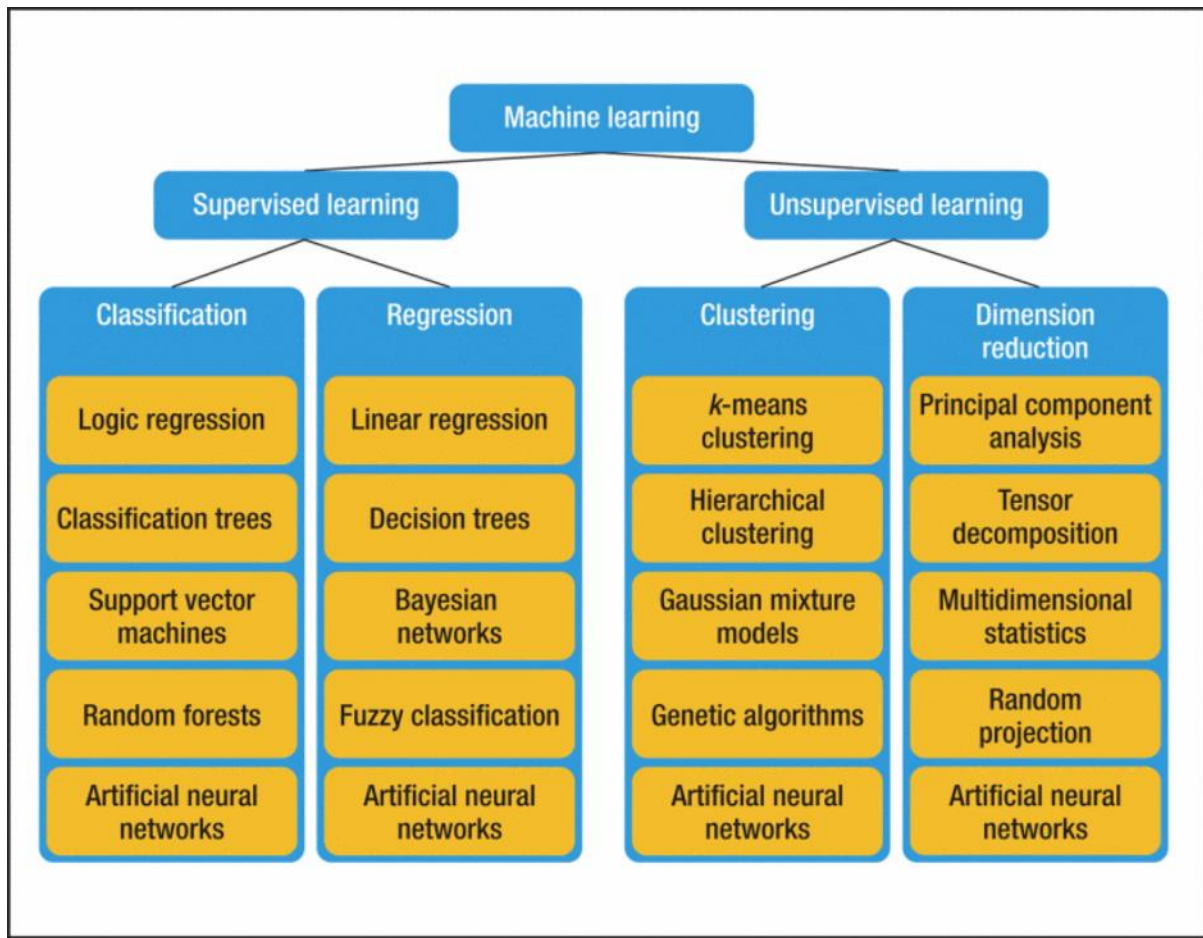 Machine learning
Supervised learning
Unsupervised learning
Classification
Logic regression
Classification trees
Support vector
machines
Random forests
Artificial neural
networks
Regression
Linear regression
Decision trees
Bayesian
networks
Fuzzy classification
Artificial neural
networks
Clustering
k-means
clustering
Hierarchical
clustering
Gaussian mixture
models
Genetic algorithms
Artificial neural
networks
Dimension
reduction
Principal component
analysis
Tensor
decomposition
Multidimensional
statistics
Random
projection
Artificial neural
networks